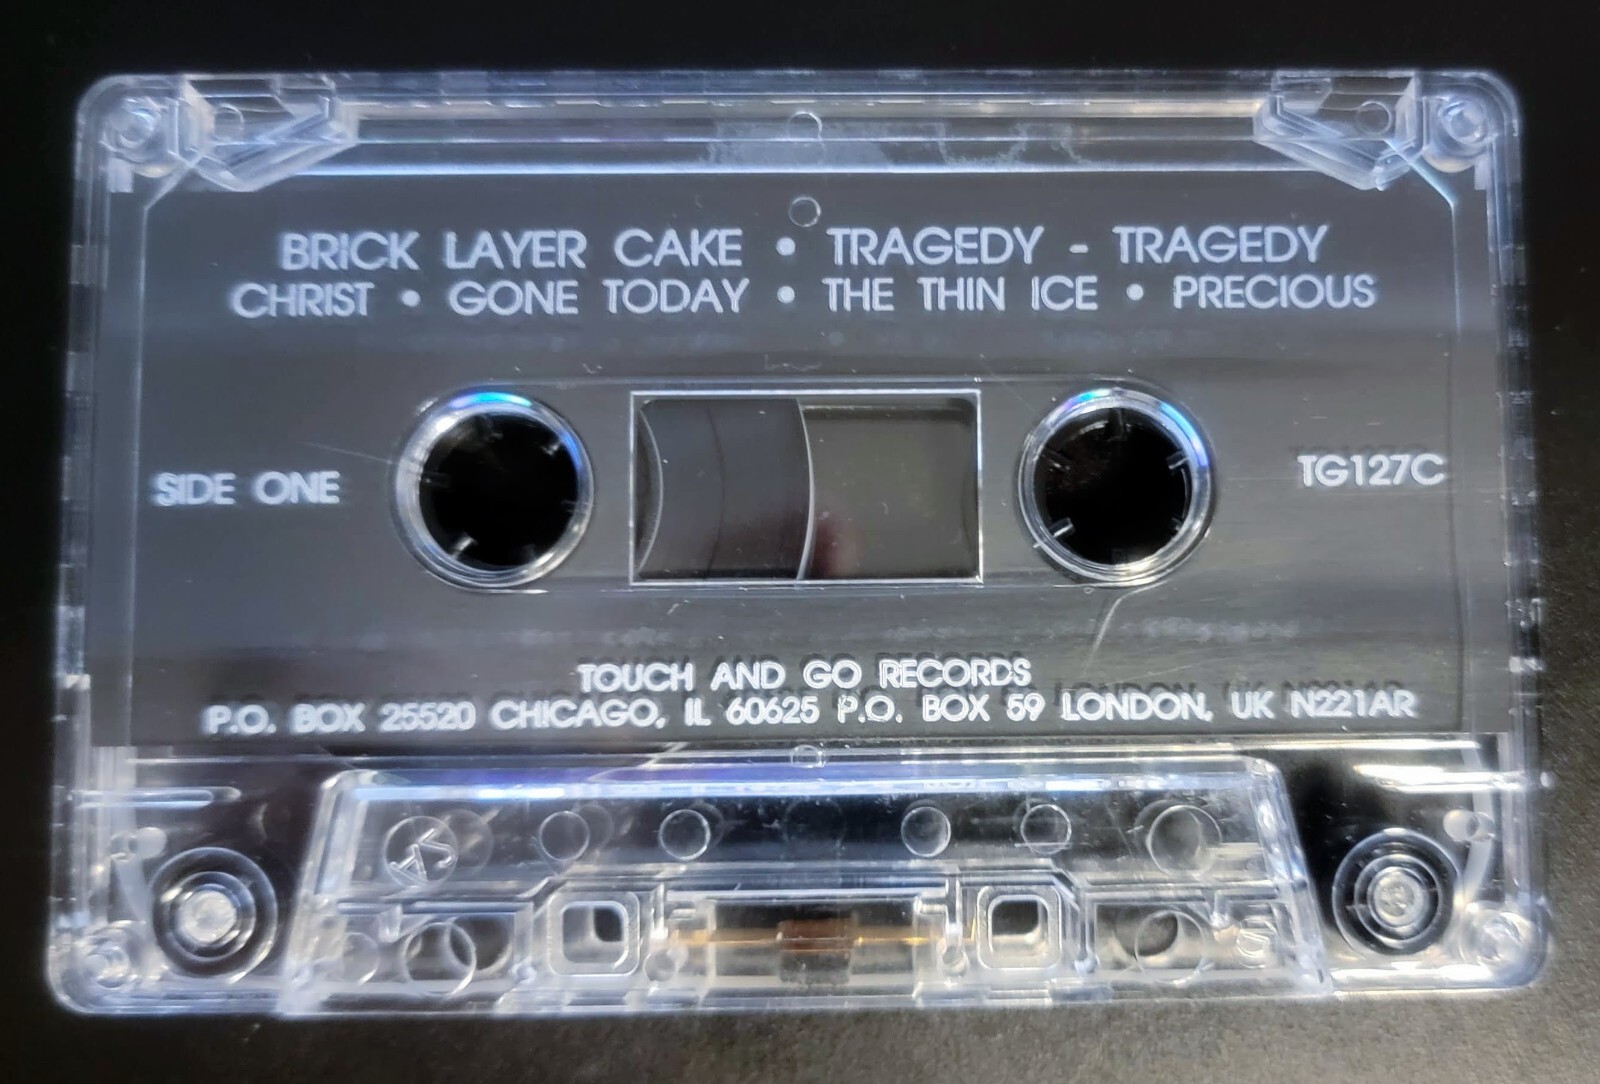 BRICK LAYER CAKE • TRAGEDY - TRAGEDY
CHRIST • GONE TODAY • THE THIN ICE • PRECIOUS
SIDE ONE
TG127C
TOUCH AND GO RECORDS
P.O. BOX 25520 CHICAGO, IL 60625 P.O. BOX 59 LONDON, UK N221AR